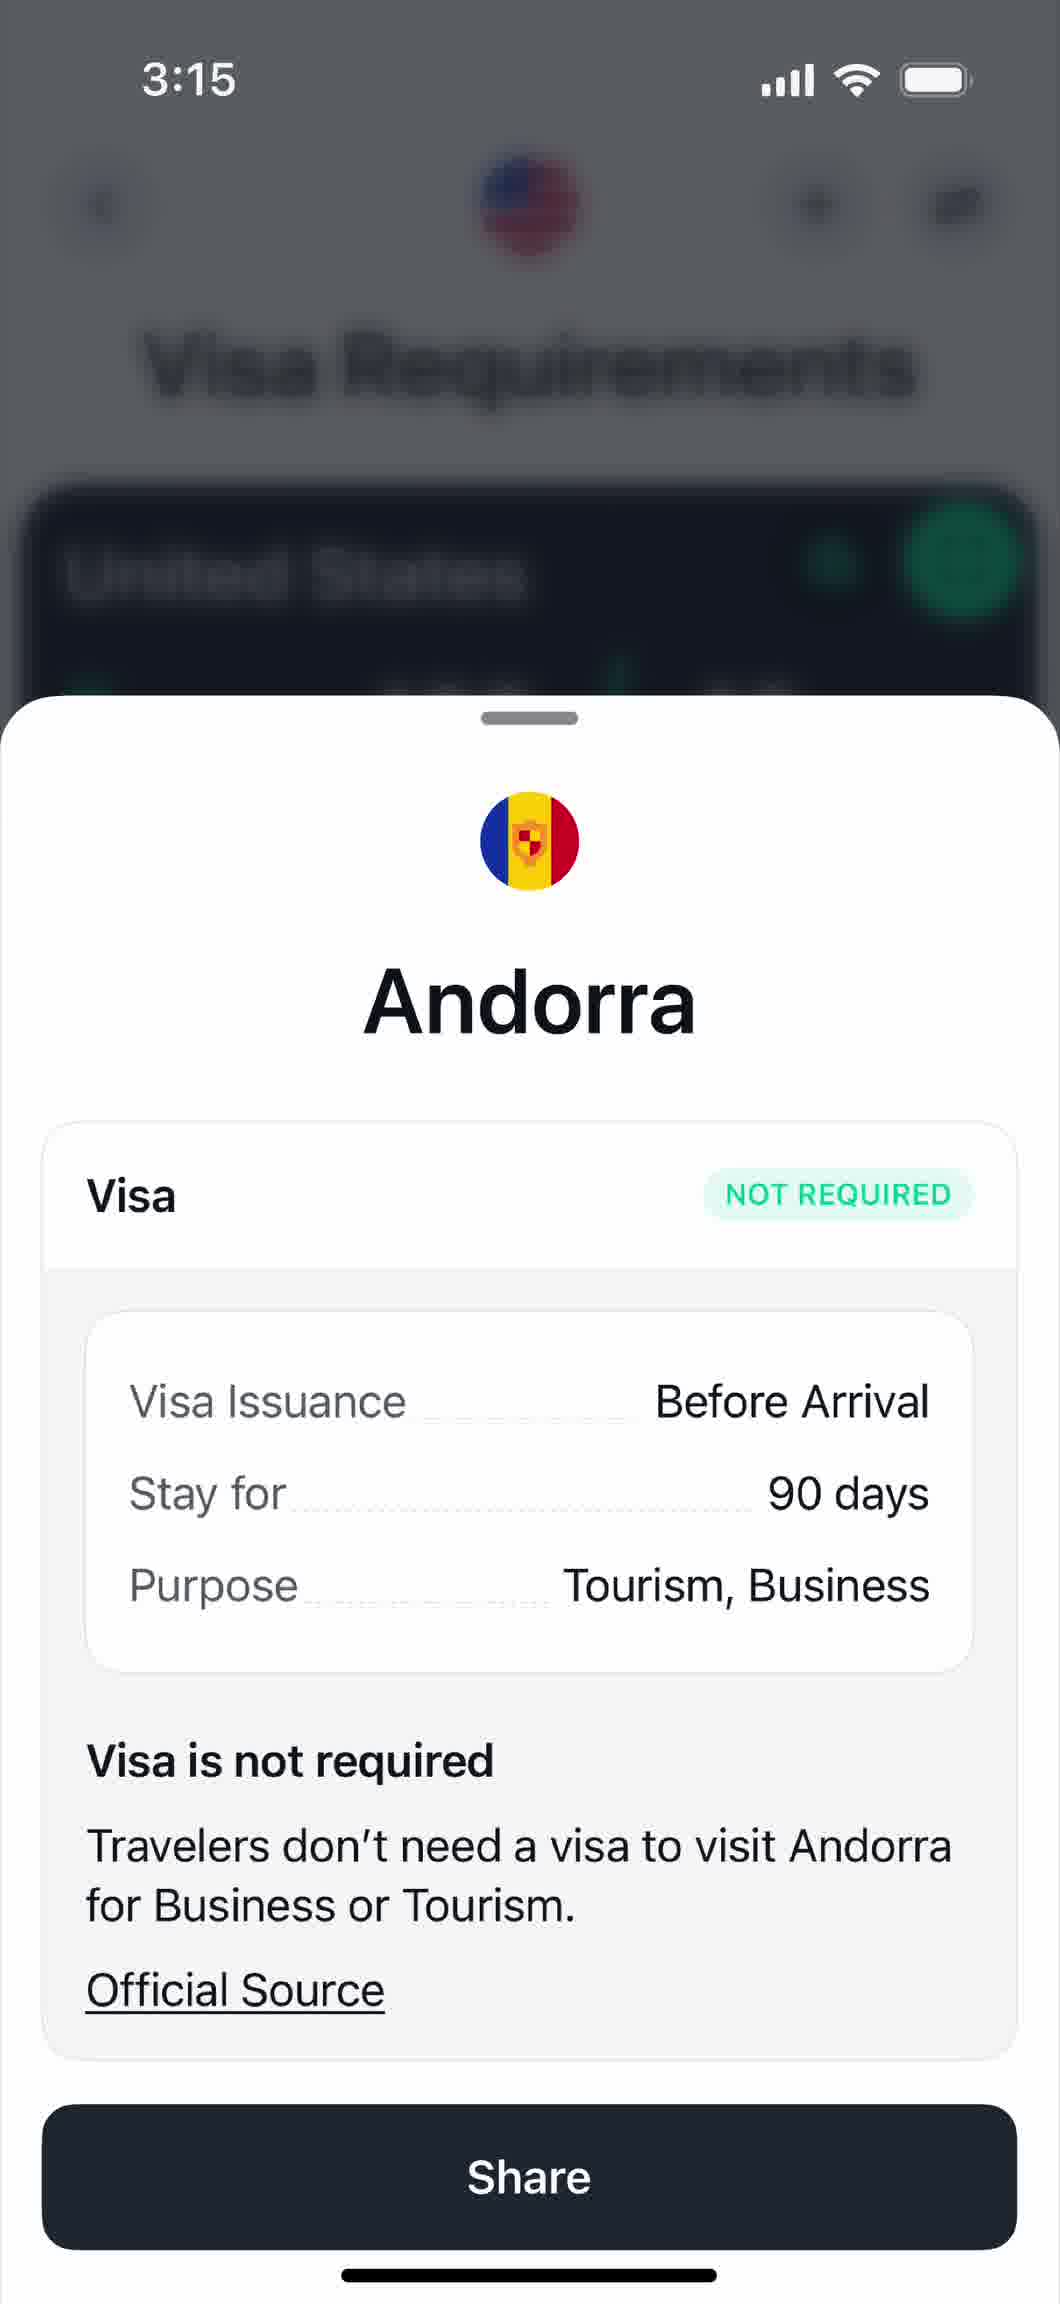 3:15
Visa Requirements
United States
Andorra
Visa
NOT REQUIRED
Visa Issuance
Before Arrival
Stay for
90 days
Purpose
Tourism, Business
Visa is not required
Travelers don’t need a visa to visit Andorra
for Business or Tourism.
Official Source
Share